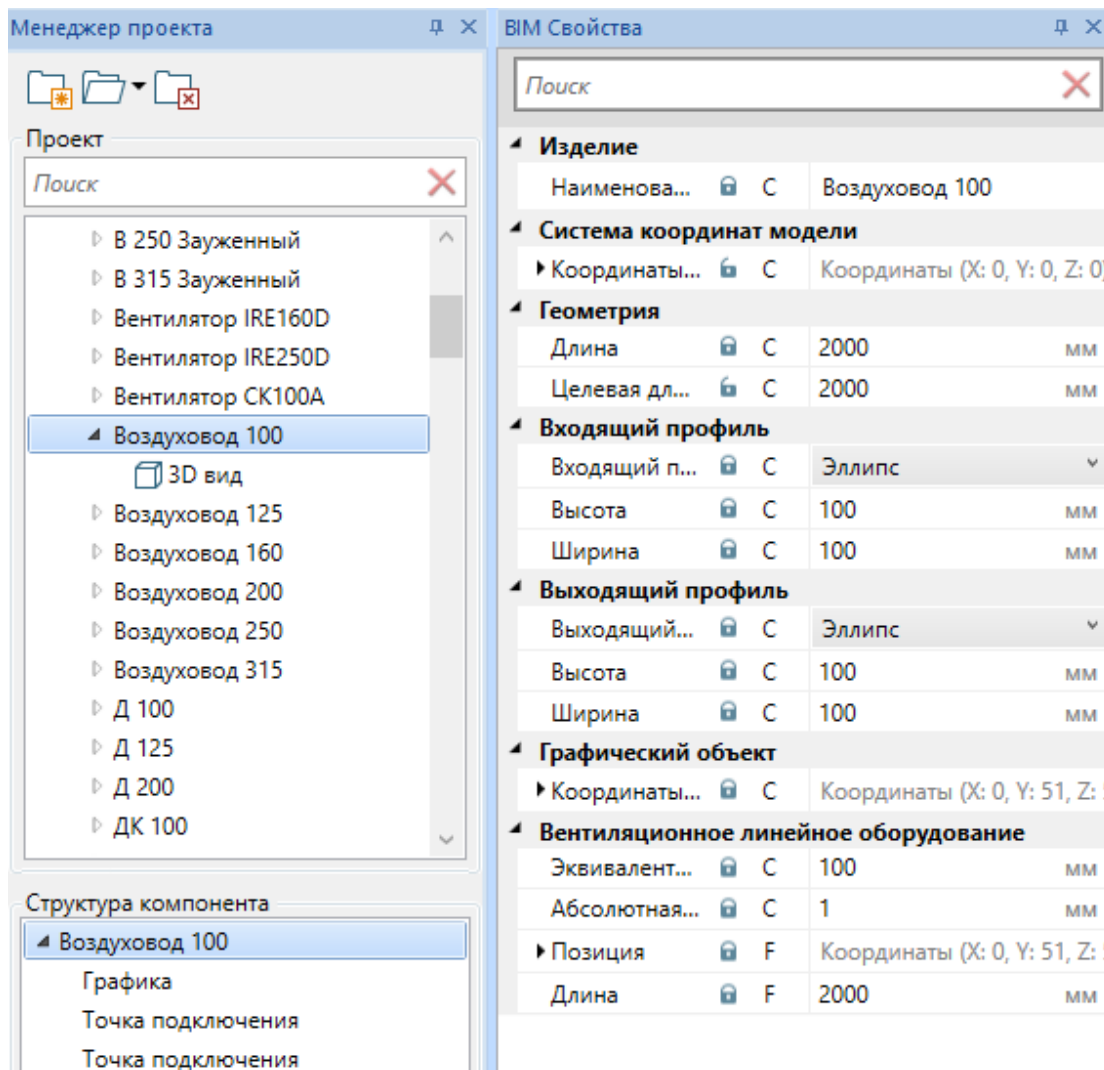 Менеджер проекта
Проект
Поиск
В 250 Зауженный
В 315 Зауженный
Вентилятор IRE160D
Вентилятор IRE250D
Вентилятор СК100А
Воздуховод 100
3D вид
Воздуховод 125
Воздуховод 160
Воздуховод 200
Воздуховод 250
Воздуховод 315
Д 100
Д 125
Д 200
ДК 100
Структура компонента
Воздуховод 100
Графика
Точка подключения
Точка подключения
BIM Свойства
Поиск
Изделие
Наименова... С Воздуховод 100
Система координат модели
Координаты... С Координаты (X: 0, Y: 0, Z: 0)
Геометрия
Длина С 2000 мм
Целевая дл... С 2000 мм
Входящий профиль
Входящий п... С Эллипс
Высота С 100 мм
Ширина С 100 мм
Выходящий профиль
Выходящий... С Эллипс
Высота С 100 мм
Ширина С 100 мм
Графический объект
Координаты... С Координаты (X: 0, Y: 51, Z:
Вентиляционное линейное оборудование
Эквивалент... С 100 мм
Абсолютная... С 1 мм
Позиция F Координаты (X: 0, Y: 51, Z:
Длина F 2000 мм